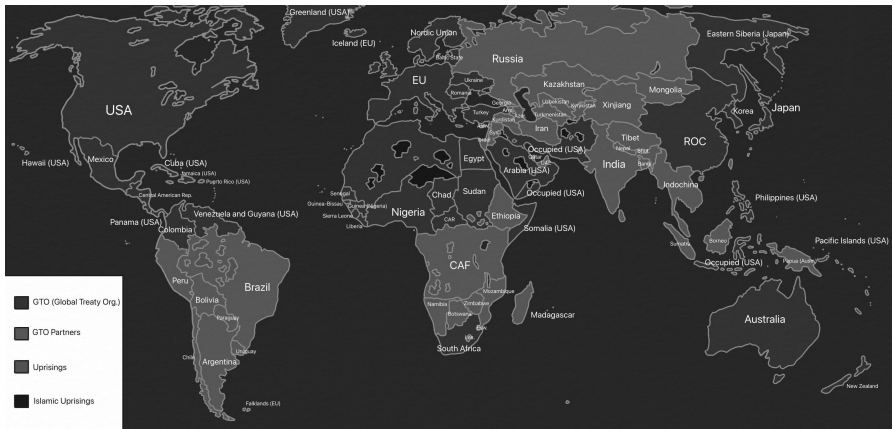 Greenland (USA)
Iceland (EU)
Nordic Union
Baltic State
Russia
Eastern Siberia (Japan)
EU
Ukraine
Romania
Kazakhstan
Mongolia
USA
Georgia
Turkey
Uzbekistan
Kyrgyzstan
Turkmenistan
Xinjiang
Korea
Japan
Kurdistan
Iran
Tibet
ROC
Hawaii (USA)
Mexico
Cuba (USA)
Jamaica (USA)
Puerto Rico (USA)
Egypt
Occupied (USA)
Qatar
UAE
Arabia (USA)
Nepal
India
Central American Rep.
Senegal
Guinea-Bissau
Sierra Leone
Liberia
Chad
Sudan
Occupied (USA)
Indochina
Philippines (USA)
Panama (USA)
Venezuela and Guyana (USA)
Colombia
Nigeria
CAR
Ethiopia
Somalia (USA)
Sumatra
Borneo
Pacific Islands (USA)
Occupied (USA)
CAF
Peru
Brazil
Bolivia
Paraguay
Namibia
Zimbabwe
Mozambique
Botswana
Madagascar
Australia
Chile
Argentina
Uruguay
South Africa
Falklands (EU)
New Zealand
GTO (Global Treaty Org.)
GTO Partners
Uprisings
Islamic Uprisings